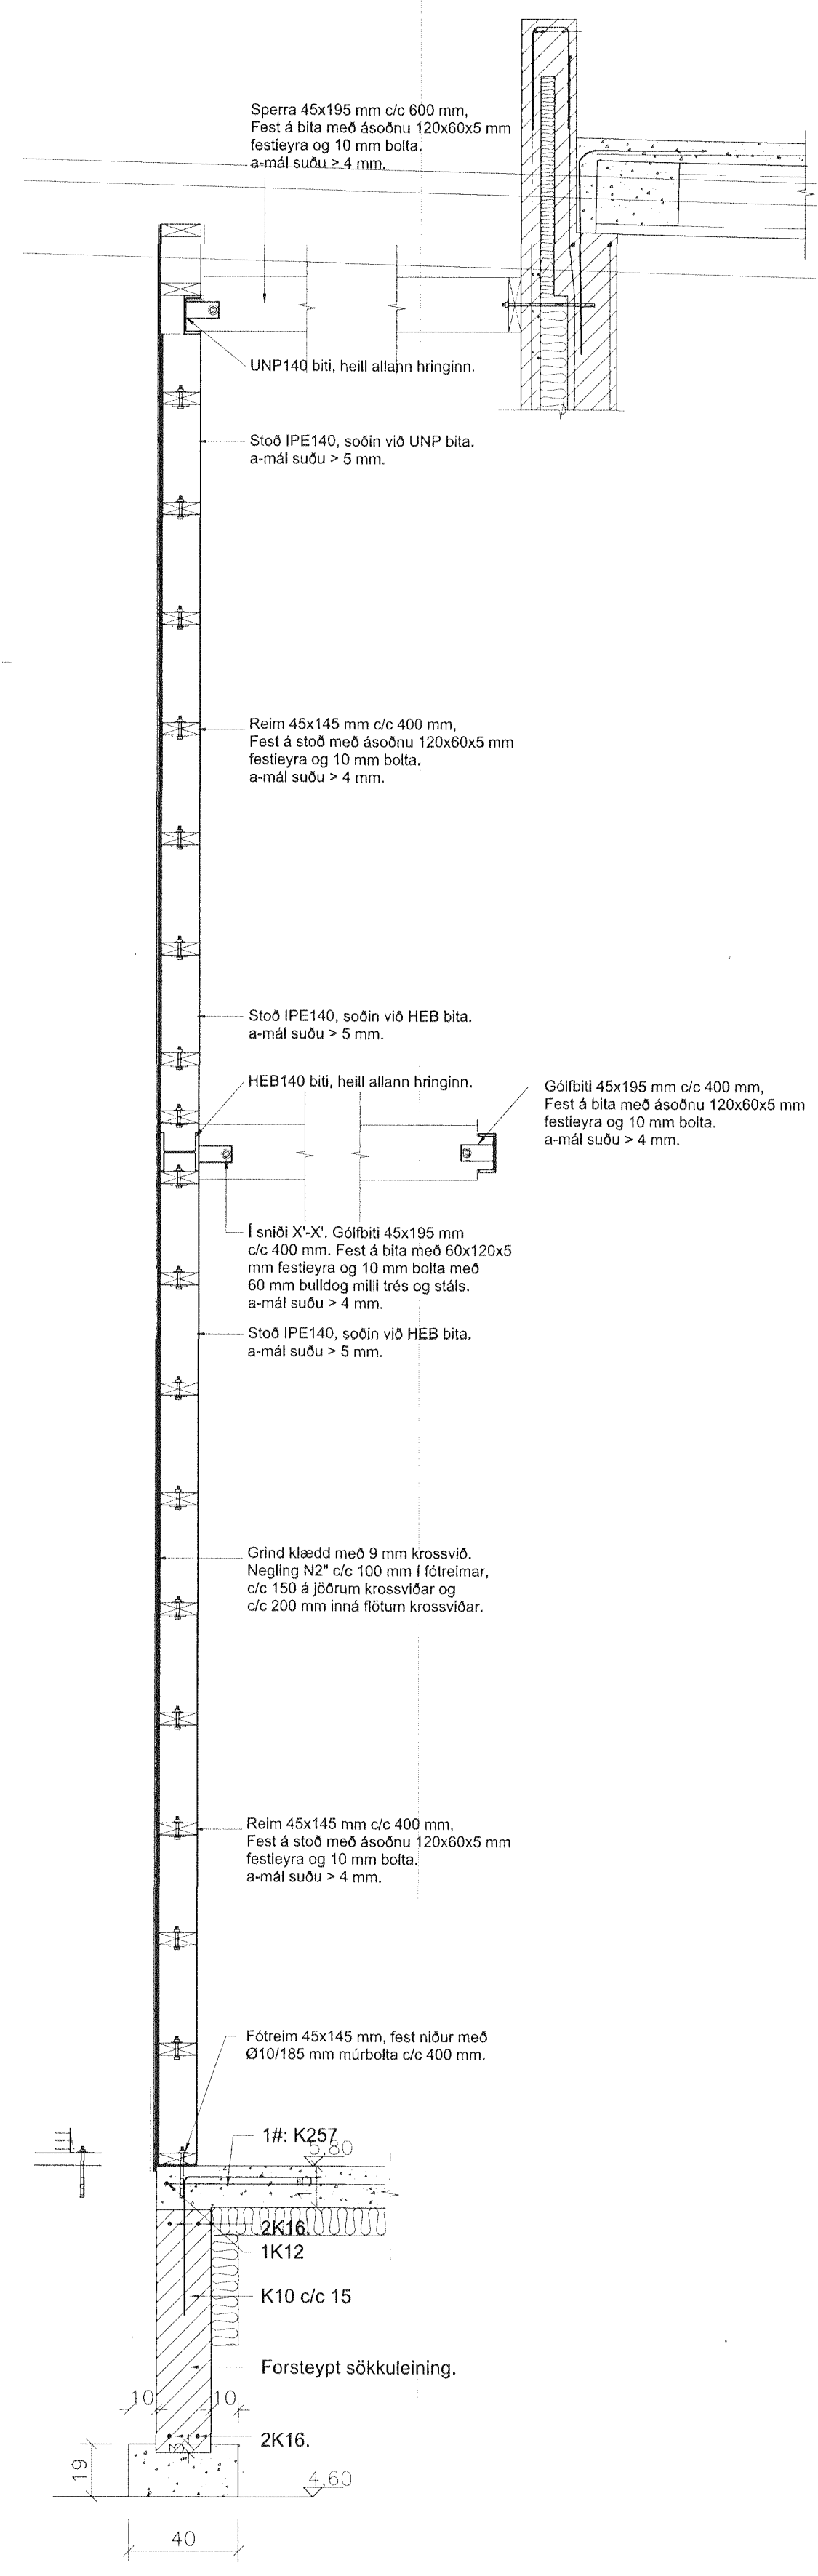 Sperra 45x195 mm c/c 600 mm,
Fest á bita með ásoðnu 120x60x5 mm
festieyra og 10 mm bolta.
a-mál suðu > 4 mm.
UNP140 biti, heill allann hringinn.
Stoð IPE140, soðin við UNP bita.
a-mál suðu > 5 mm.
Reim 45x145 mm c/c 400 mm,
Fest á stoð með ásoðnu 120x60x5 mm
festieyra og 10 mm bolta.
a-mál suðu > 4 mm.
Stoð IPE140, soðin við HEB bita.
a-mál suðu > 5 mm.
HEB140 biti, heill allann hringinn.
Gólfbiti 45x195 mm c/c 400 mm,
Fest á bita með ásoðnu 120x60x5 mm
festieyra og 10 mm bolta.
a-mál suðu > 4 mm.
Í sniði X'-X'. Gólfbiti 45x195 mm
c/c 400 mm. Fest á bita með 60x120x5
mm festieyra og 10 mm bolta með
60 mm bulldog milli trés og stáls.
a-mál suðu > 4 mm.
Stoð IPE140, soðin við HEB bita.
a-mál suðu > 5 mm.
Grind klædd með 9 mm krossvið.
Negling N2" c/c 100 mm í fótreimar,
c/c 150 á jöðrum krossviðar og
c/c 200 mm inná flötum krossviðar.
Reim 45x145 mm c/c 400 mm,
Fest á stoð með ásoðnu 120x60x5 mm
festieyra og 10 mm bolta.
a-mál suðu > 4 mm.
Fótreim 45x145 mm, fest niður með
Ø10/185 mm múrbolta c/c 400 mm.
1#: K257
5,80
2K16.
1K12
K10 c/c 15
Forsteypt sökkuleining.
10 10
2K16.
19
4,60
40